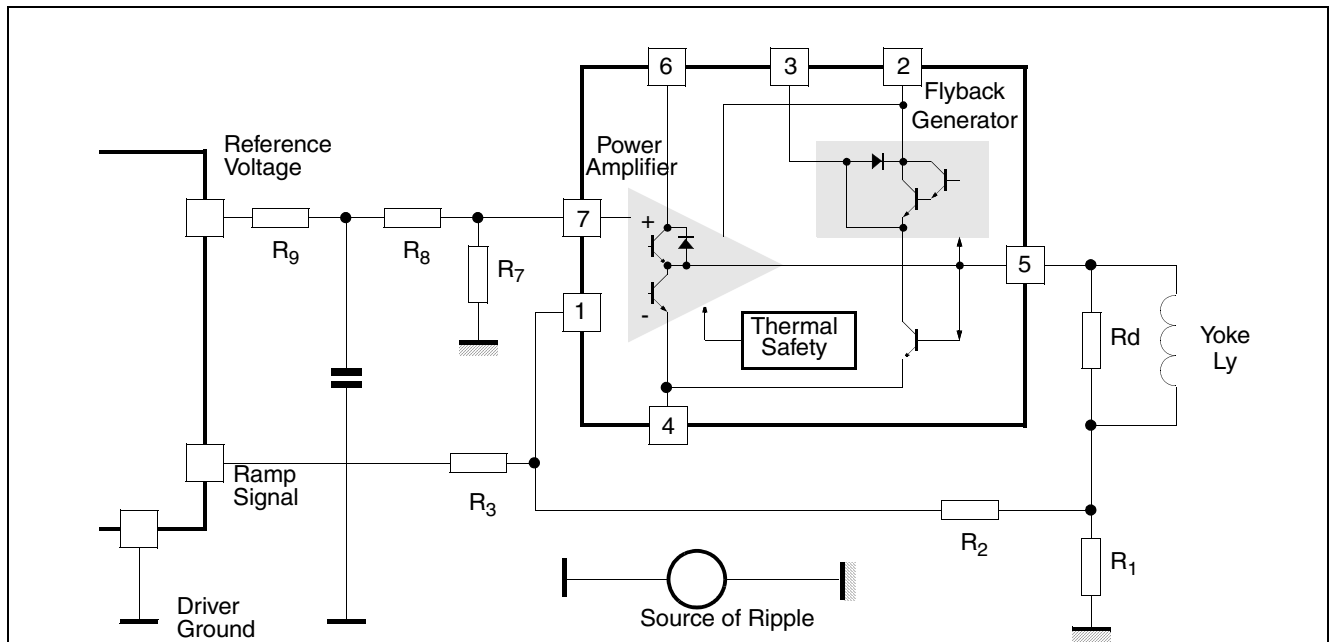 6
3
2
Flyback
Generator
Reference
Voltage
Power
Amplifier
7
+
R9
R8
R7
5
1
-
Thermal
Safety
Rd
Yoke
Ly
4
Ramp
Signal
R3
R2
R1
Driver
Ground
Source of Ripple